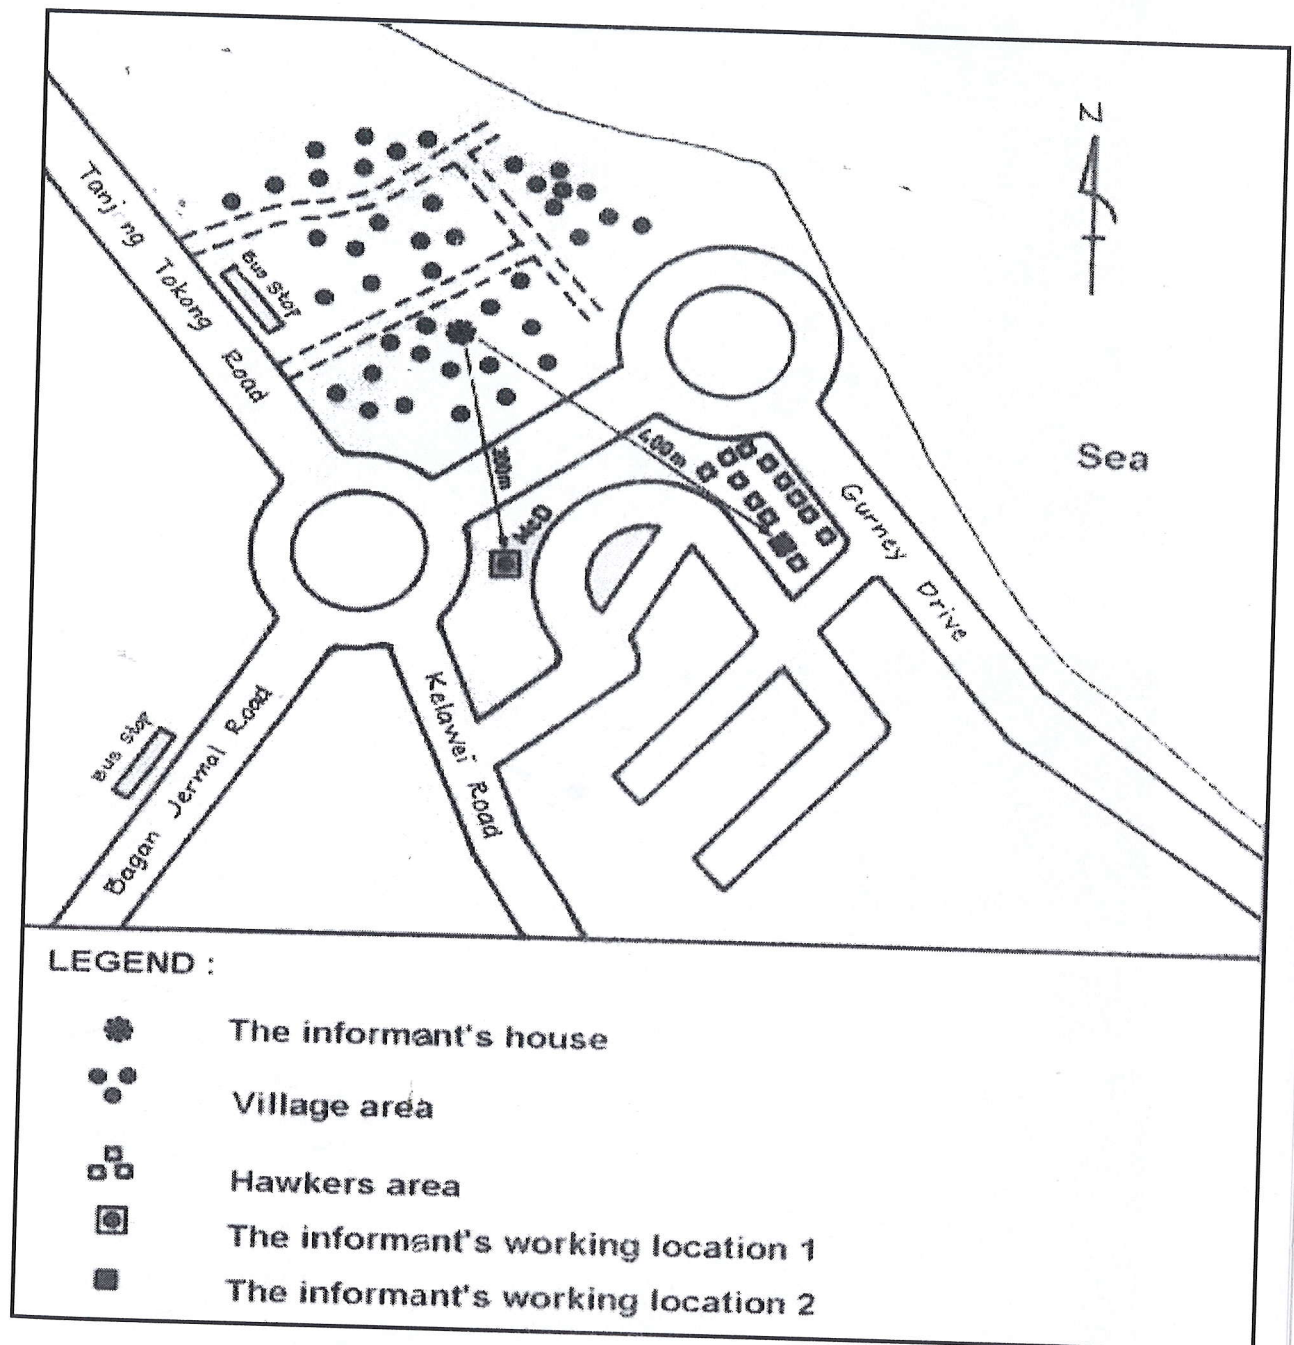 N
Tanjung Tokong Road
Bus Stop
400m
200m
McD
Sea
Gurney Drive
Kelawei Road
Bus Stop
Bagan Jermal Road
LEGEND :
The informant's house
Village area
Hawkers area
The informant's working location 1
The informant's working location 2